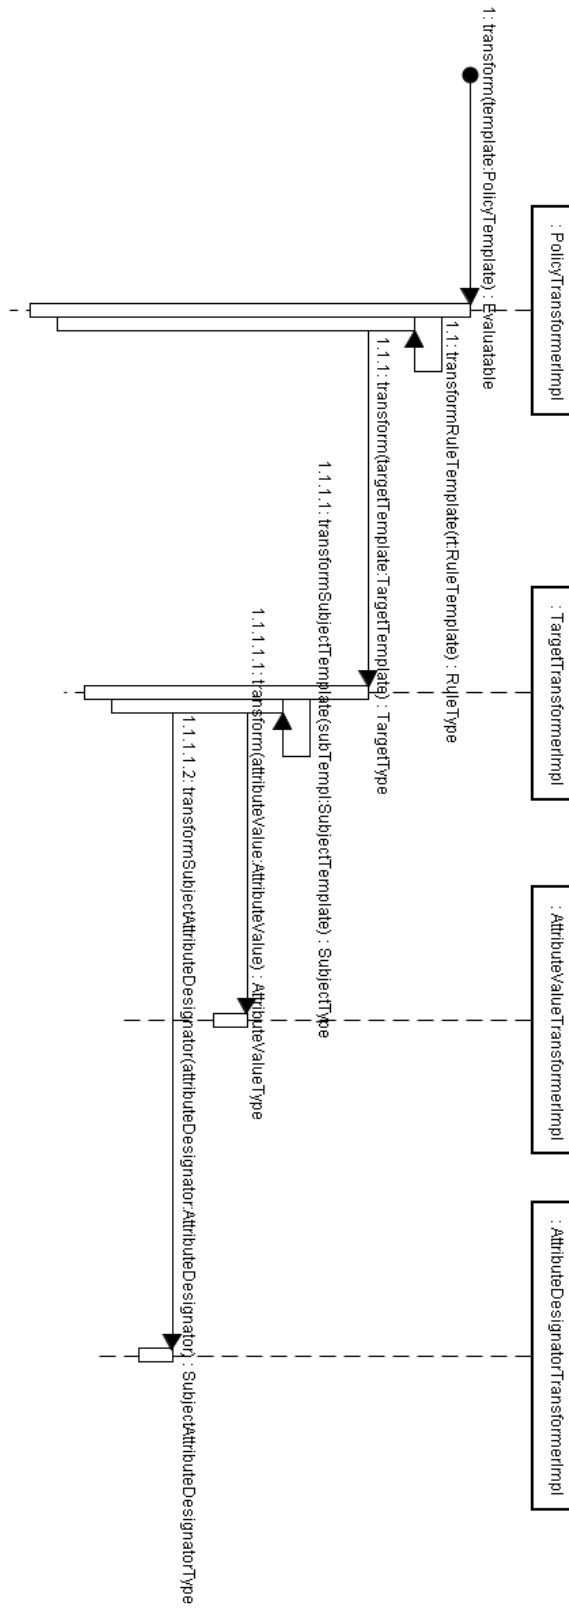 : PolicyTransformerImpl
: TargetTransformerImpl
: AttributeValueTransformerImpl
: AttributeDesignatorTransformerImpl
1: transform(template:PolicyTemplate) : Evaluatable
1.1: transformRuleTemplate(rt:RuleTemplate) : RuleType
1.1.1: transform(targetTemplate:TargetTemplate) : TargetType
1.1.1.1: transformSubjectTemplate(subTempl:SubjectTemplate) : SubjectType
1.1.1.1.1: transform(attributeValue:AttributeValue) : AttributeValueType
1.1.1.1.2: transformSubjectAttributeDesignator(attributeDesignator:AttributeDesignator) : SubjectAttributeDesignatorType